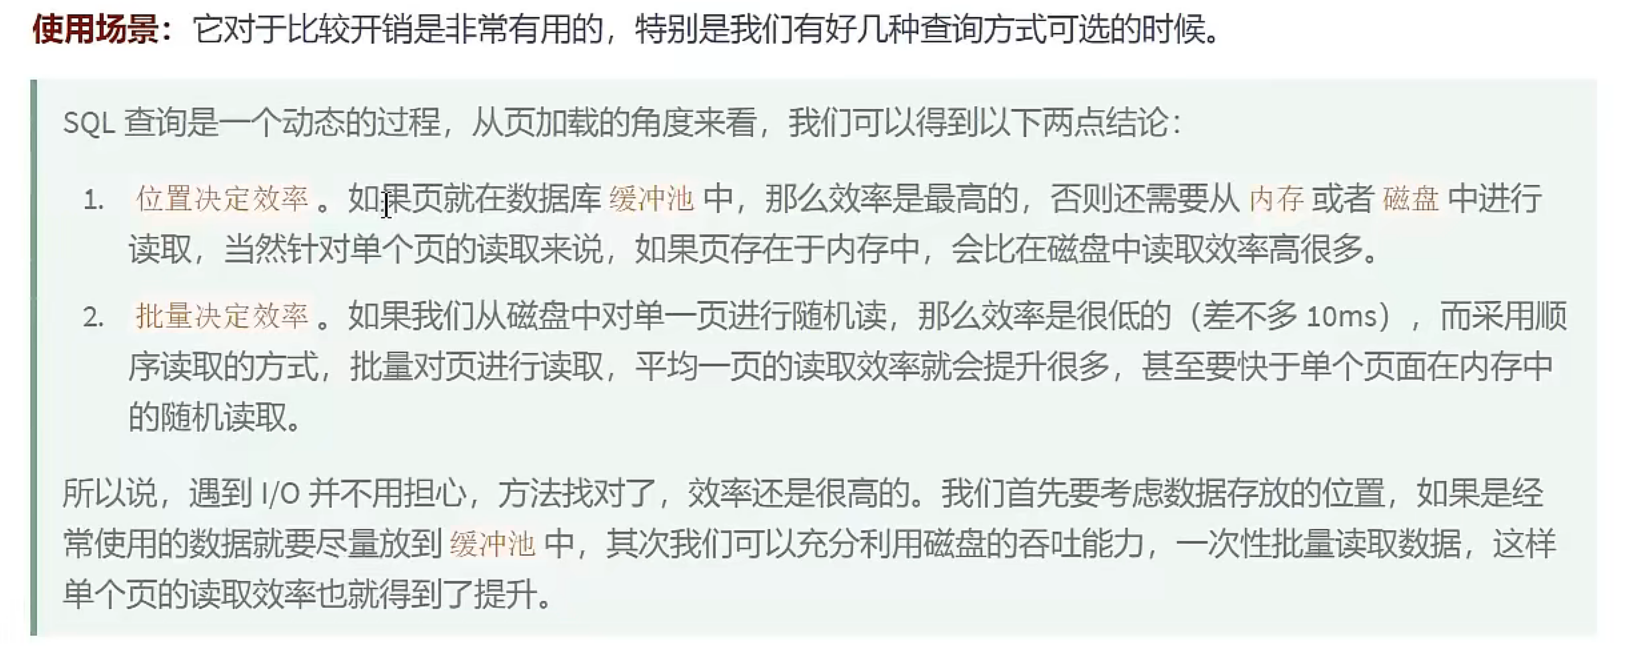 使用场景：它对于比较开销是非常有用的，特别是我们有好几种查询方式可选的时候。
SQL 查询是一个动态的过程，从页加载的角度来看，我们可以得到以下两点结论：
1. 位置决定效率。如果页就在数据库 缓冲池 中，那么效率是最高的，否则还需要从 内存 或者 磁盘 中进行
读取，当然针对单个页的读取来说，如果页存在于内存中，会比在磁盘中读取效率高很多。
2. 批量决定效率。如果我们从磁盘中对单一页进行随机读，那么效率是很低的（差不多 10ms），而采用顺
序读取的方式，批量对页进行读取，平均一页的读取效率就会提升很多，甚至要快于单个页面在内存中
的随机读取。
所以说，遇到 I/O 并不用担心，方法找对了，效率还是很高的。我们首先要考虑数据存放的位置，如果是经
常使用的数据就要尽量放到 缓冲池 中，其次我们可以充分利用磁盘的吞吐能力，一次性批量读取数据，这样
单个页的读取效率也就得到了提升。